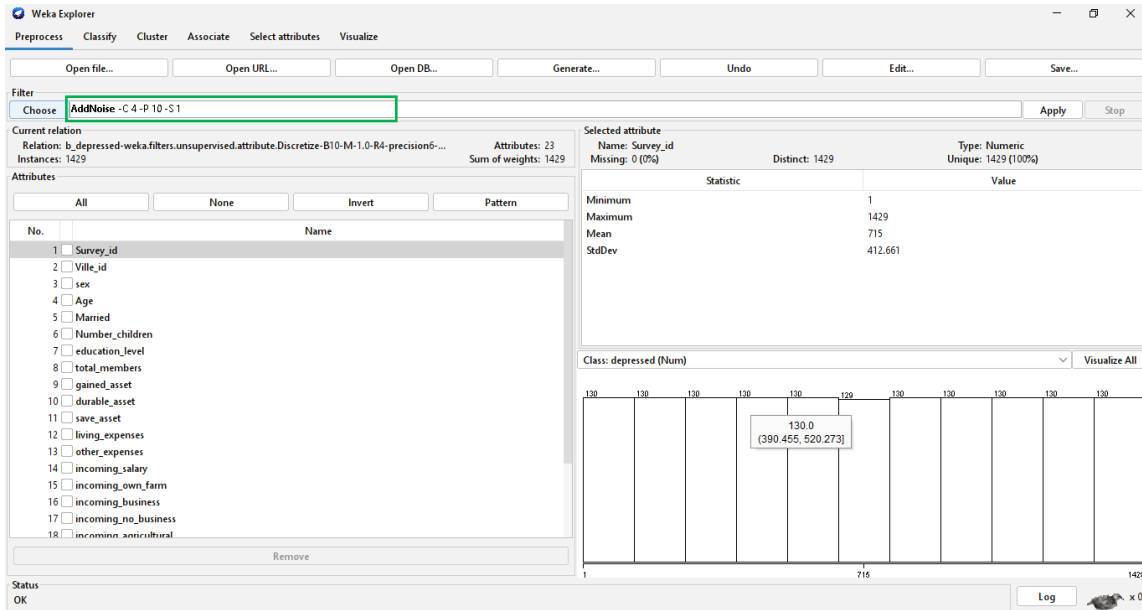 Weka Explorer
Preprocess Classify Cluster Associate Select attributes Visualize
Open file... Open URL... Open DB... Generate... Undo Edit... Save...
Filter
Choose AddNoise -C 4 -P 10 -S 1 Apply Stop
Current relation
Relation: b_depressed-weka.filters.unsupervised.attribute.Discretize-B10-M-1.0-R4-precision6-... Attributes: 23
Instances: 1429 Sum of weights: 1429
Selected attribute
Name: Survey_id Type: Numeric
Missing: 0 (0%) Distinct: 1429 Unique: 1429 (100%)
Attributes
All None Invert Pattern
No. Name
1 Survey_id
2 Ville_id
3 sex
4 Age
5 Married
6 Number_children
7 education_level
8 total_members
9 gained_asset
10 durable_asset
11 save_asset
12 living_expenses
13 other_expenses
14 incoming_salary
15 incoming_own_farm
16 incoming_business
17 incoming_no_business
18 incoming_agricultural
Remove
Statistic Value
Minimum 1
Maximum 1429
Mean 715
StdDev 412.661
Class: depressed (Num) Visualize All
130 130 130 130 130 129 130 130 130 130 130
130.0
(390.455, 520.273]
1 715 1429
Status
OK
Log x 0